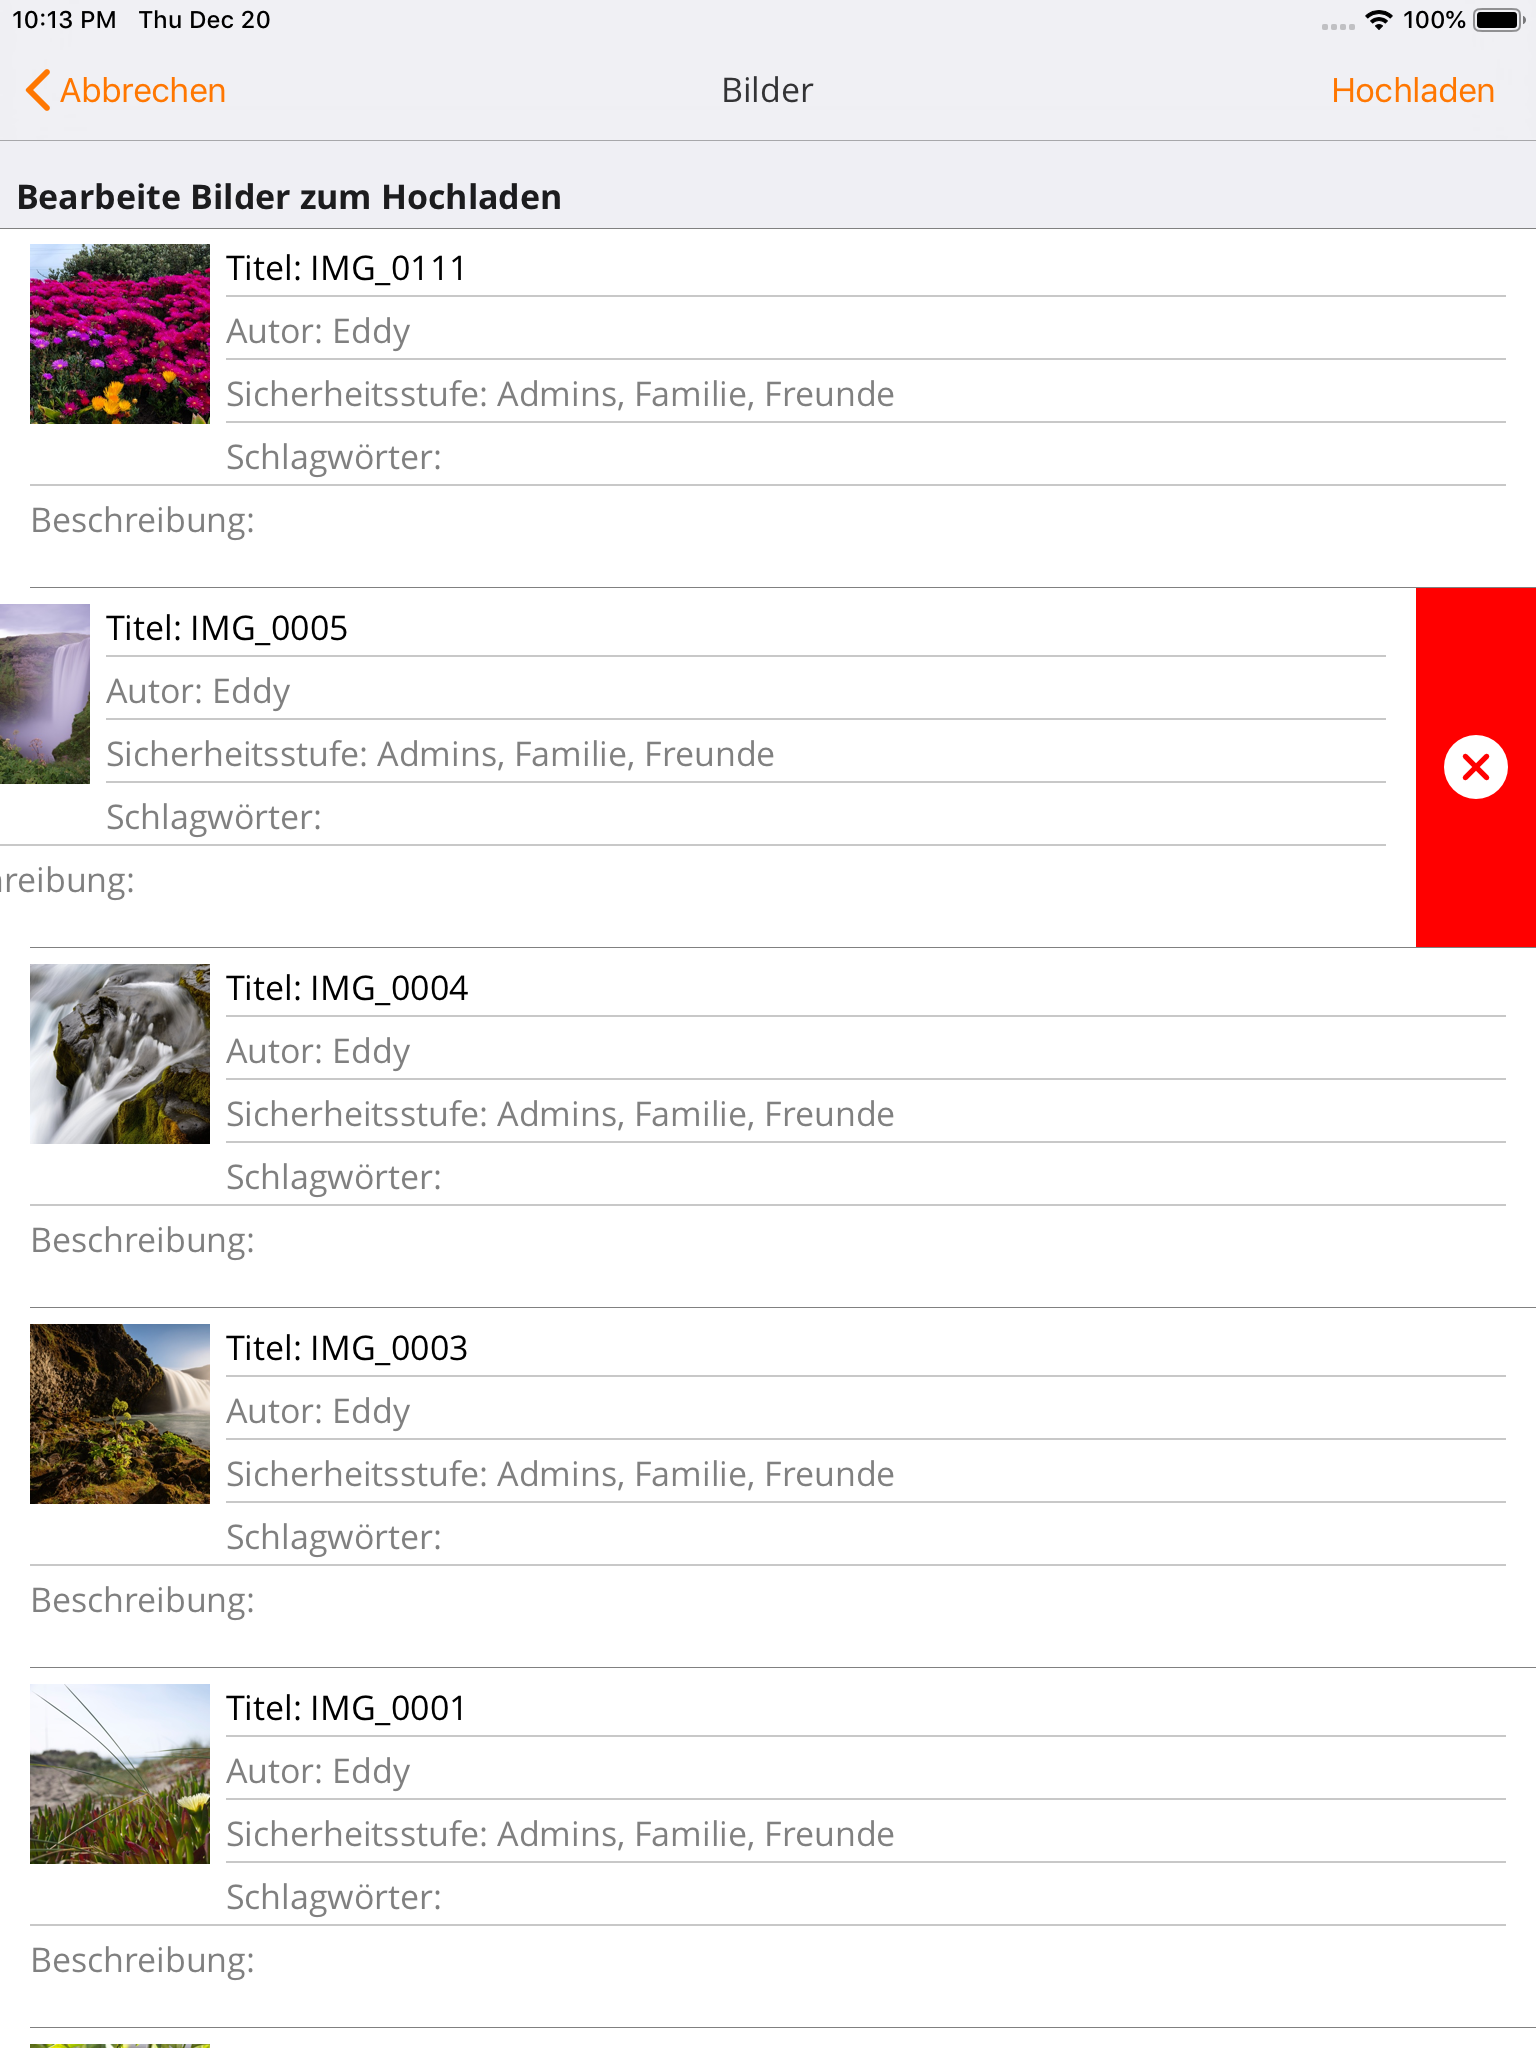 10:13 PM Thu Dec 20 100%
Abbrechen Bilder Hochladen
Bearbeite Bilder zum Hochladen
Titel: IMG_0111
Autor: Eddy
Sicherheitsstufe: Admins, Familie, Freunde
Schlagwörter:
Beschreibung:
Titel: IMG_0005
Autor: Eddy
Sicherheitsstufe: Admins, Familie, Freunde
Schlagwörter:
reibung:
Titel: IMG_0004
Autor: Eddy
Sicherheitsstufe: Admins, Familie, Freunde
Schlagwörter:
Beschreibung:
Titel: IMG_0003
Autor: Eddy
Sicherheitsstufe: Admins, Familie, Freunde
Schlagwörter:
Beschreibung:
Titel: IMG_0001
Autor: Eddy
Sicherheitsstufe: Admins, Familie, Freunde
Schlagwörter:
Beschreibung: